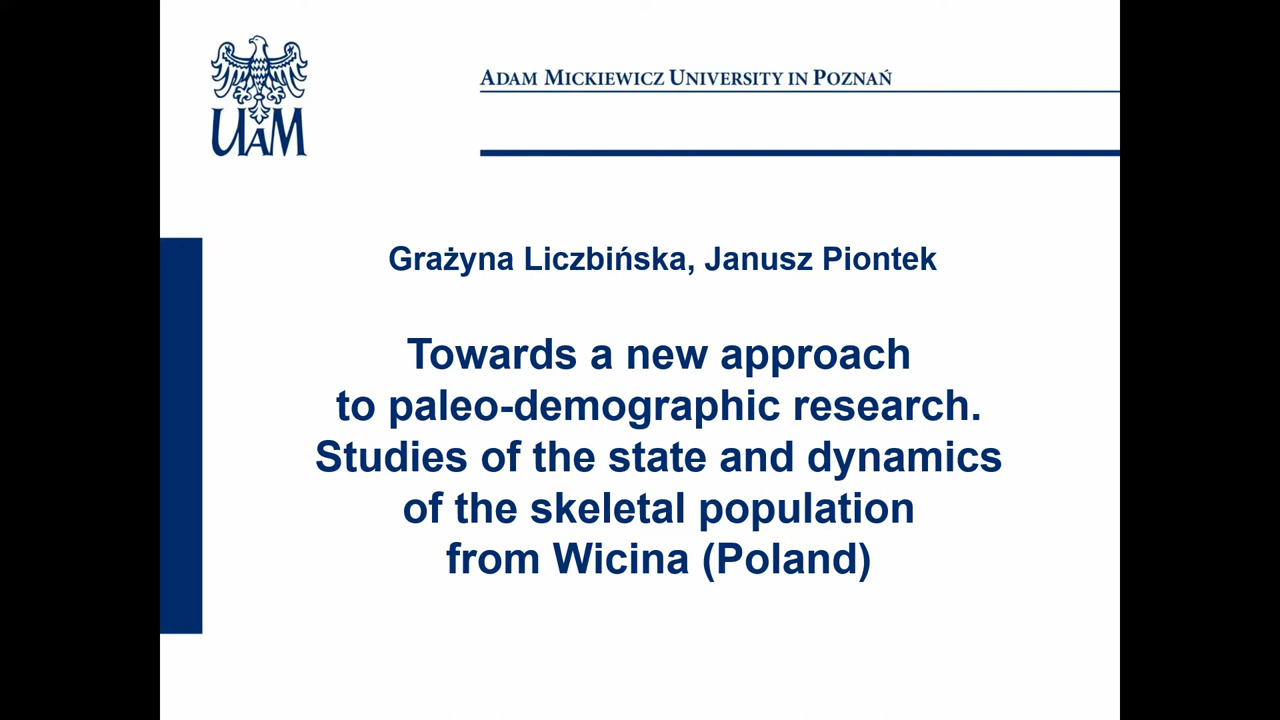 UAM
ADAM MICKIEWICZ UNIVERSITY IN POZNAŃ
Grażyna Liczbińska, Janusz Piontek
Towards a new approach
to paleo-demographic research.
Studies of the state and dynamics
of the skeletal population
from Wicina (Poland)